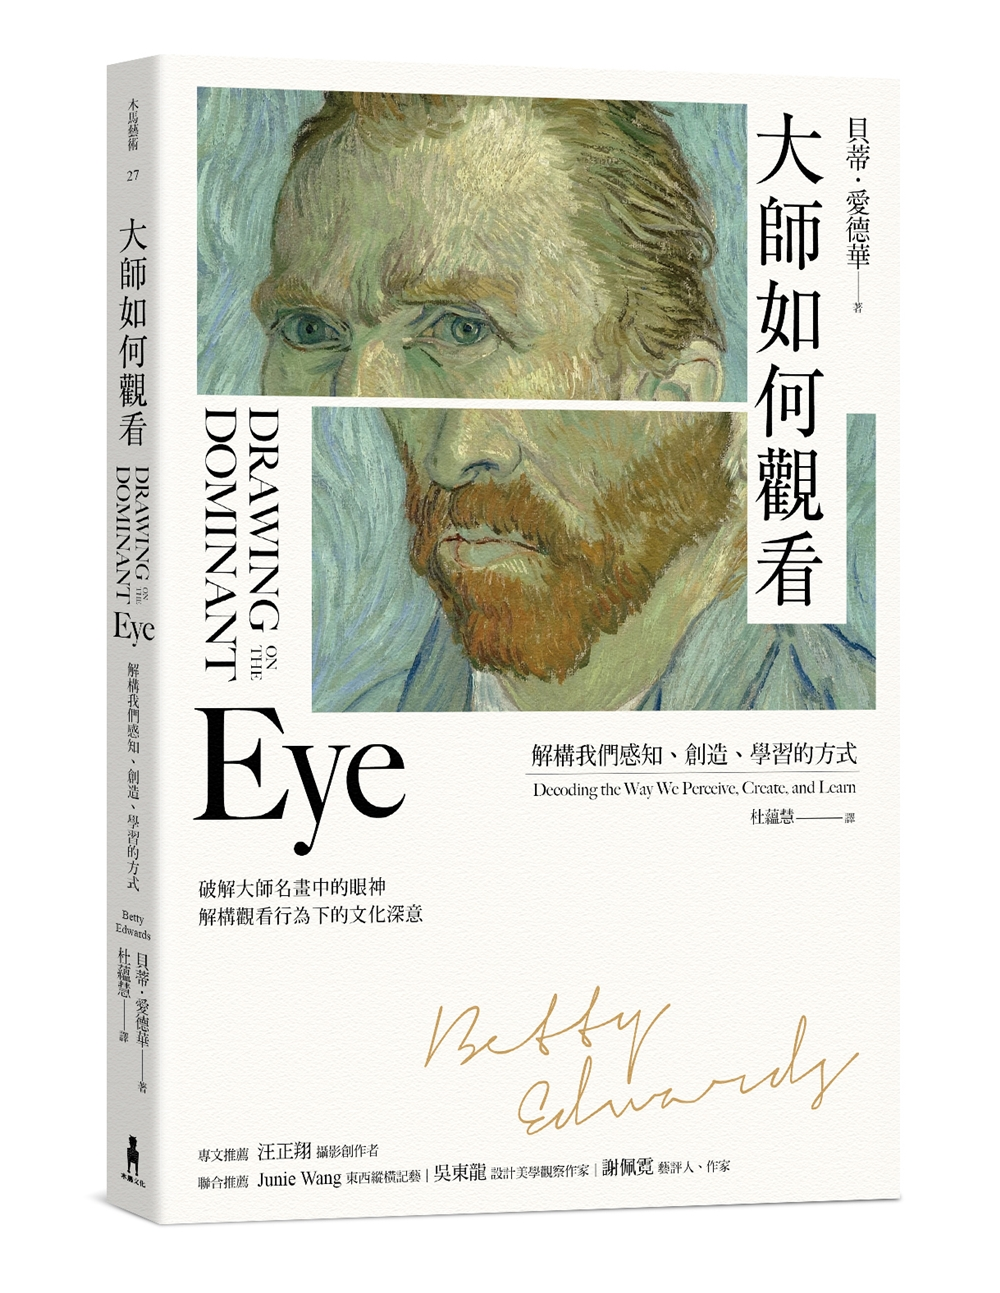 木馬藝術
27
大師如何觀看
DRAWING ON THE
DOMINANT
Eye
解構我們感知、創造、學習的方式
Betty
Edwards
貝蒂・愛德華——著
杜蘊慧——譯
木馬文化
貝蒂・愛德華——著
大師如何觀看
DRAWING ON THE
DOMINANT
Eye
解構我們感知、創造、學習的方式
Decoding the Way We Perceive, Create, and Learn
杜蘊慧——譯
破解大師名畫中的眼神
解構觀看行為下的文化深意
Betty
Edwards
專文推薦 汪正翔 攝影創作者
聯合推薦 Junie Wang 東西縱橫記藝｜吳東龍 設計美學觀察作家｜謝佩霓 藝評人、作家